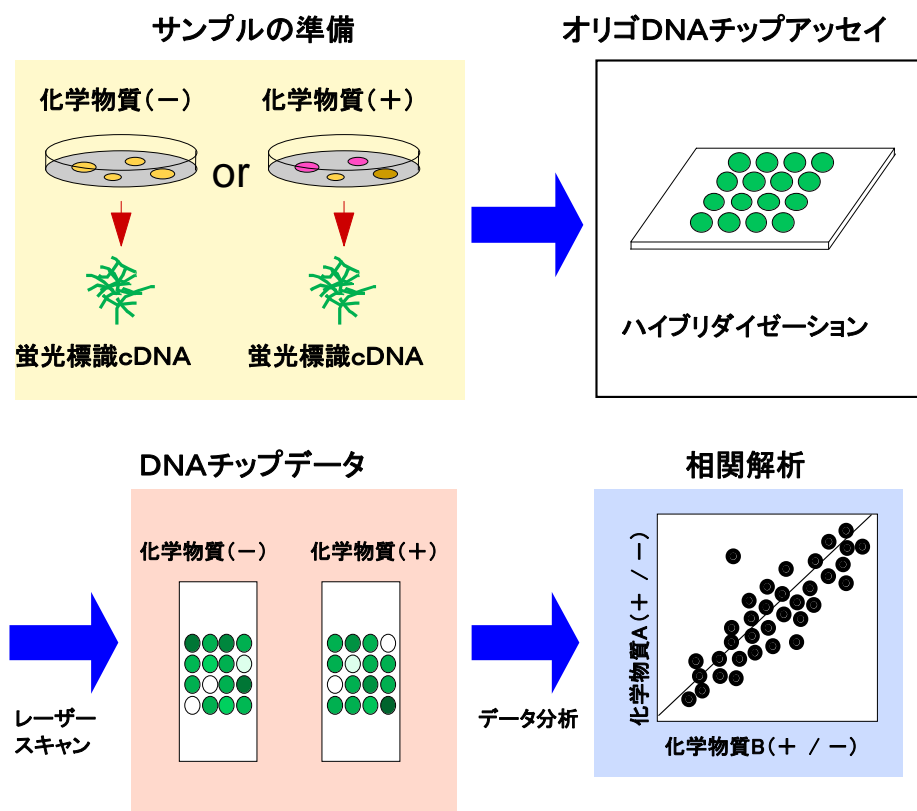 サンプルの準備
化学物質(－)
化学物質(＋)
or
蛍光標識cDNA
蛍光標識cDNA
オリゴDNAチップアッセイ
ハイブリダイゼーション
レーザー
スキャン
DNAチップデータ
化学物質(－)
化学物質(＋)
データ分析
相関解析
化学物質A(＋ / －)
化学物質B(＋ / －)